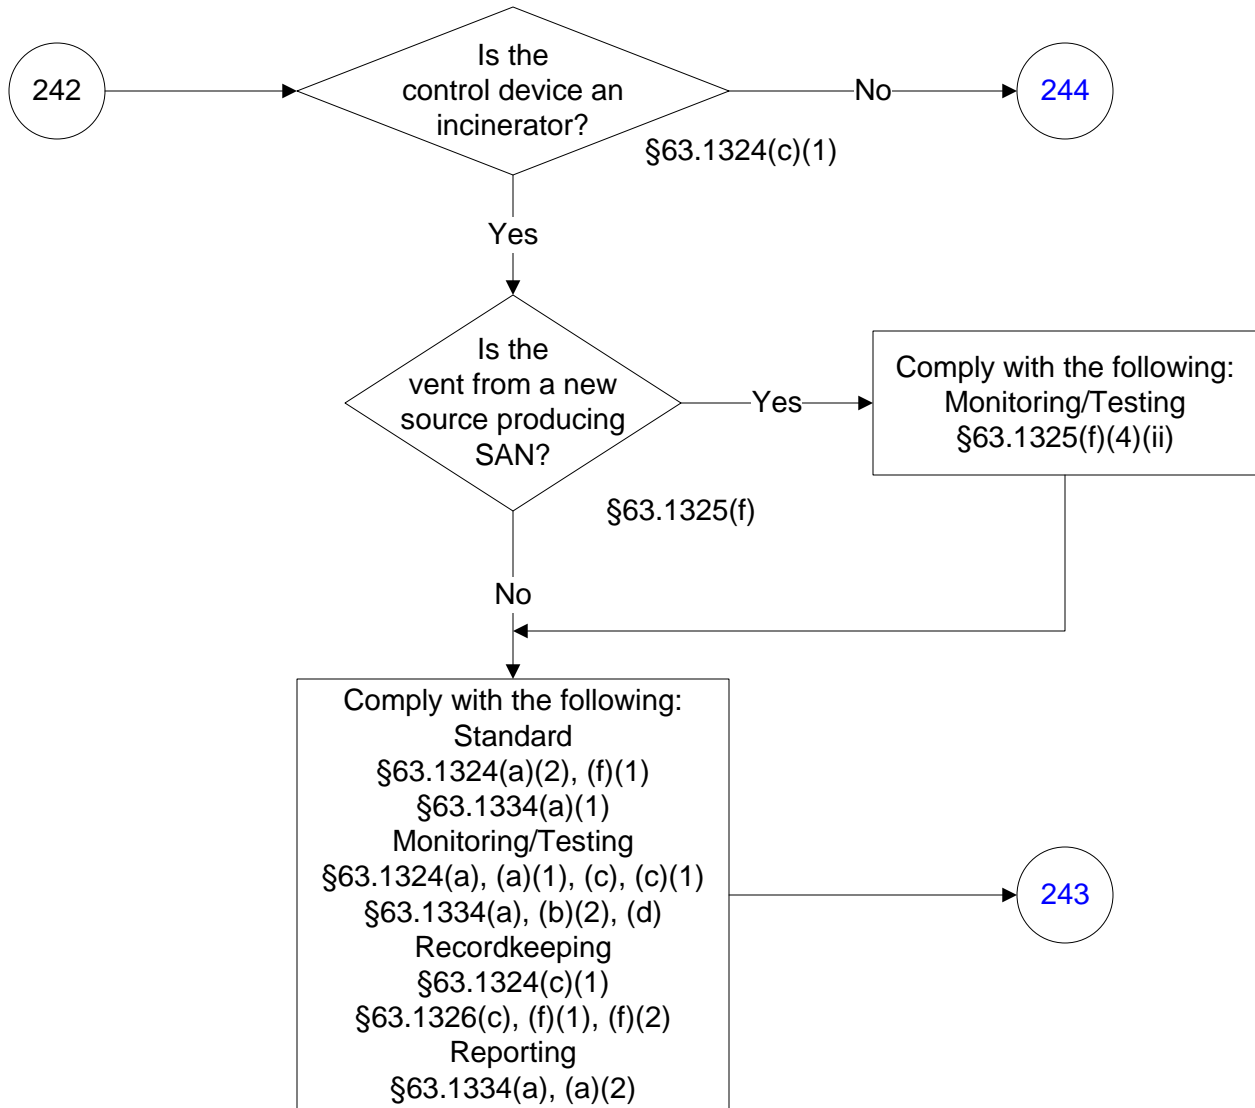 242
Is the
control device an
incinerator?
No
244
§63.1324(c)(1)
Yes
Is the
vent from a new
source producing
SAN?
Yes
Comply with the following:
Monitoring/Testing
§63.1325(f)(4)(ii)
§63.1325(f)
No
Comply with the following:
Standard
§63.1324(a)(2), (f)(1)
§63.1334(a)(1)
Monitoring/Testing
§63.1324(a), (a)(1), (c), (c)(1)
§63.1334(a), (b)(2), (d)
Recordkeeping
§63.1324(c)(1)
§63.1326(c), (f)(1), (f)(2)
Reporting
§63.1334(a), (a)(2)
243